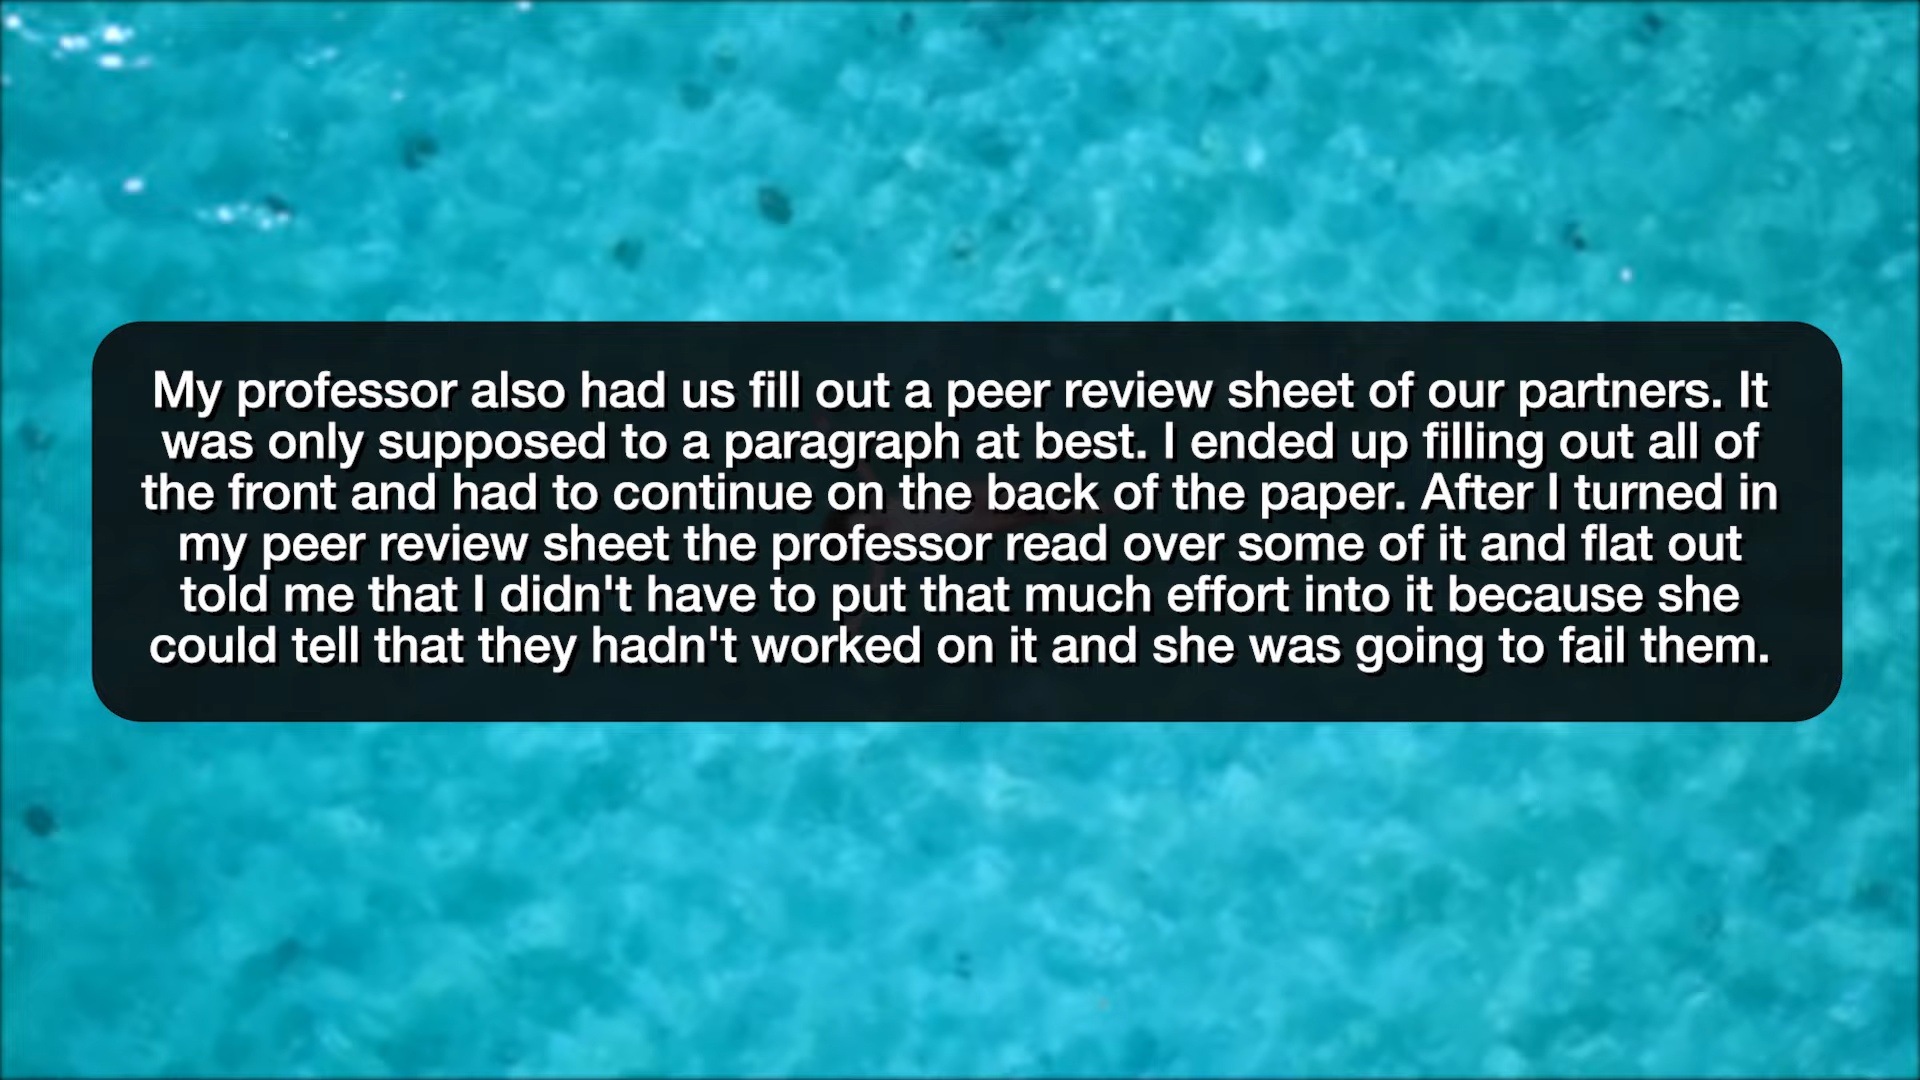 My professor also had us fill out a peer review sheet of our partners. It
was only supposed to a paragraph at best. I ended up filling out all of
the front and had to continue on the back of the paper. After I turned in
my peer review sheet the professor read over some of it and flat out
told me that I didn't have to put that much effort into it because she
could tell that they hadn't worked on it and she was going to fail them.